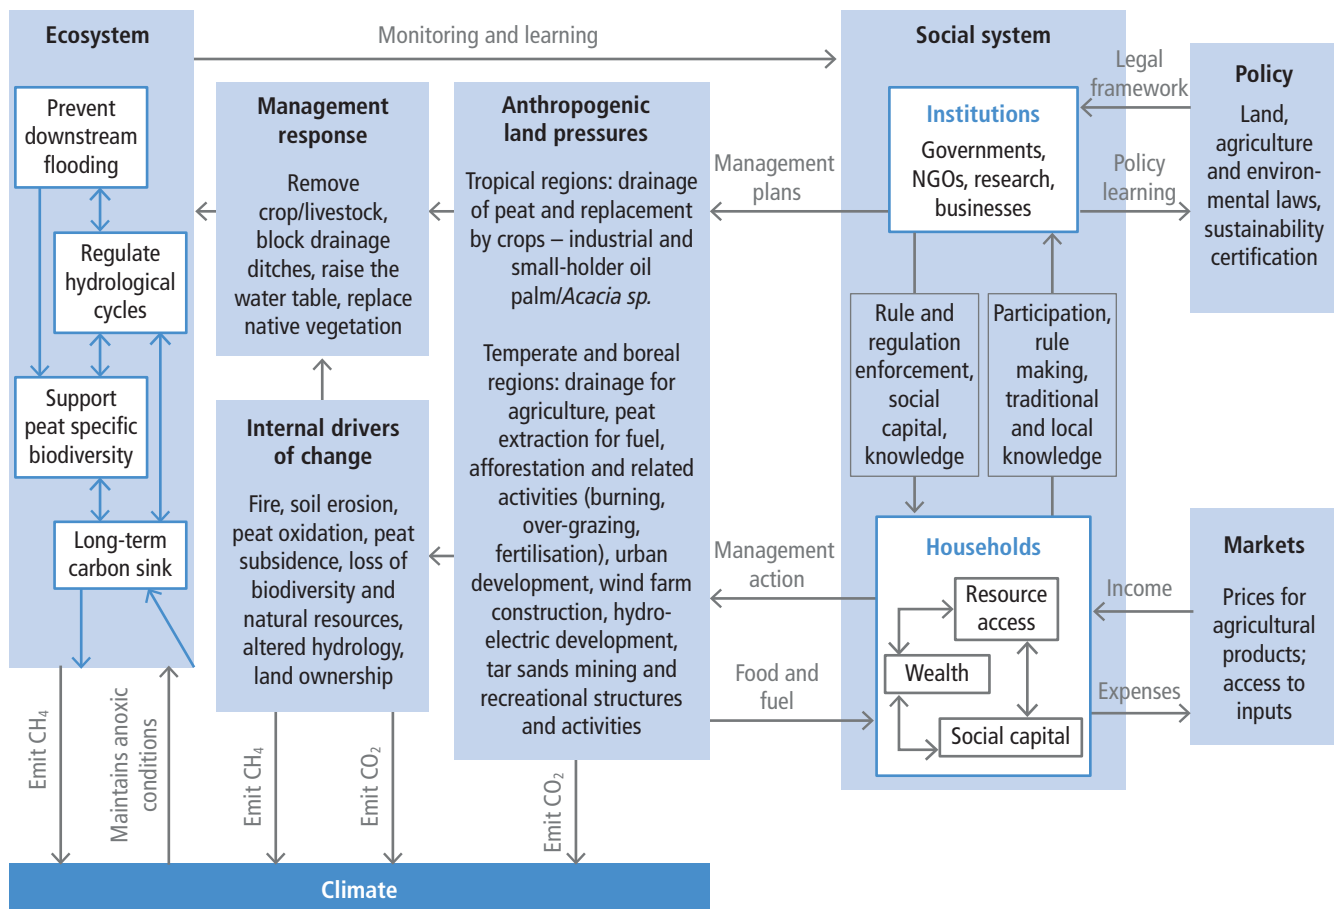 Ecosystem
Monitoring and learning
Social system
Prevent
downstream
flooding
Regulate
hydrological
cycles
Support
peat specific
biodiversity
Long-term
carbon sink
Management
response
Remove
crop/livestock,
block drainage
ditches, raise the
water table, replace
native vegetation
Internal drivers
of change
Fire, soil erosion,
peat oxidation, peat
subsidence, loss of
biodiversity and
natural resources,
altered hydrology,
land ownership
Anthropogenic
land pressures
Tropical regions: drainage
of peat and replacement
by crops – industrial and
small-holder oil
palm/Acacia sp.
Temperate and boreal
regions: drainage for
agriculture, peat
extraction for fuel,
afforestation and related
activities (burning,
over-grazing,
fertilisation), urban
development, wind farm
construction, hydro-
electric development,
tar sands mining and
recreational structures
and activities
Management
plans
Management
action
Food and
fuel
Institutions
Governments,
NGOs, research,
businesses
Rule and
regulation
enforcement,
social
capital,
knowledge
Participation,
rule
making,
traditional
and local
knowledge
Households
Resource
access
Wealth
Social capital
Legal
framework
Policy
learning
Policy
Land,
agriculture
and environ-
mental laws,
sustainability
certification
Income
Expenses
Markets
Prices for
agricultural
products;
access to
inputs
Emit CH₄
Maintains anoxic
conditions
Emit CH₄
Emit CO₂
Emit CO₂
Climate